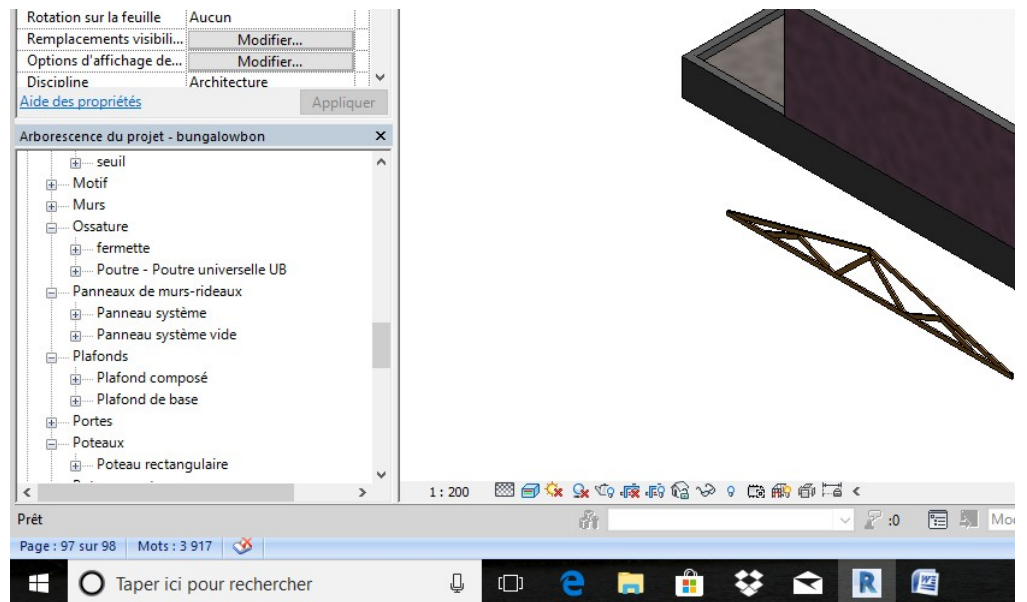 Rotation sur la feuille Aucun
Remplacements visibili... Modifier...
Options d'affichage de... Modifier...
Discipline Architecture
Aide des propriétés Appliquer
Arborescence du projet - bungalowbon
seuil
Motif
Murs
Ossature
fermette
Poutre - Poutre universelle UB
Panneaux de murs-rideaux
Panneau système
Panneau système vide
Plafonds
Plafond composé
Plafond de base
Portes
Poteaux
Poteau rectangulaire
1 : 200
Prêt :0
Page : 97 sur 98 Mots : 3 917
Taper ici pour rechercher